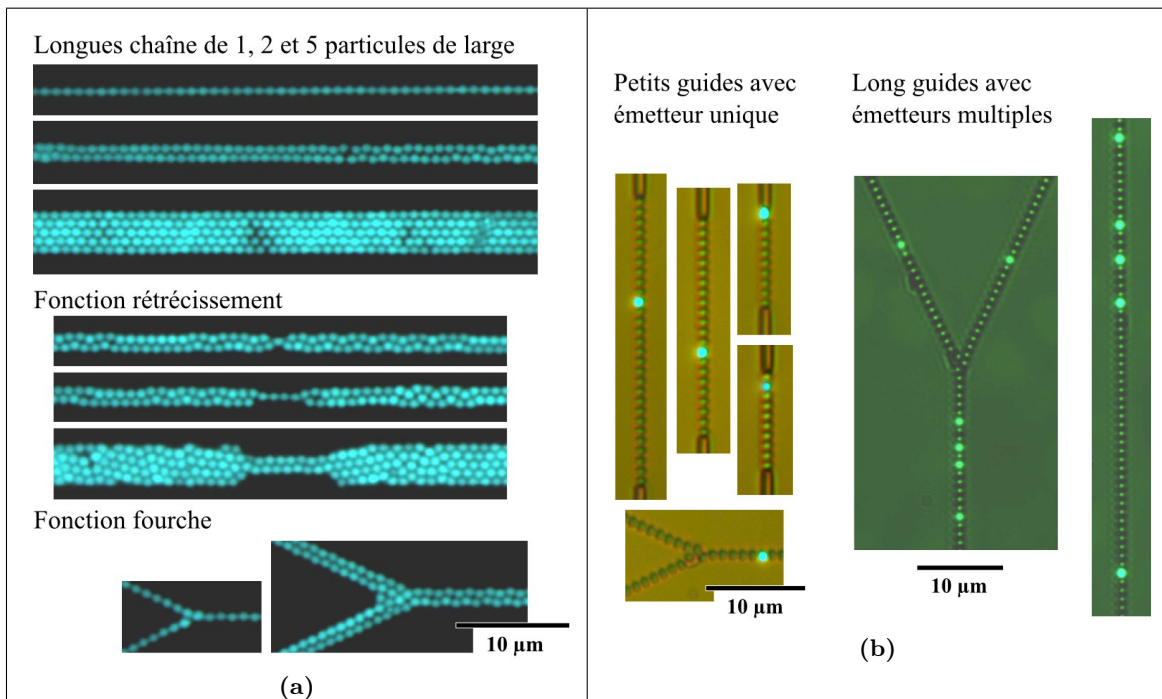 Longues chaîne de 1, 2 et 5 particules de large
Fonction rétrécissement
Fonction fourche
10 µm
(a)
Petits guides avec
émetteur unique
Long guides avec
émetteurs multiples
10 µm
10 µm
(b)